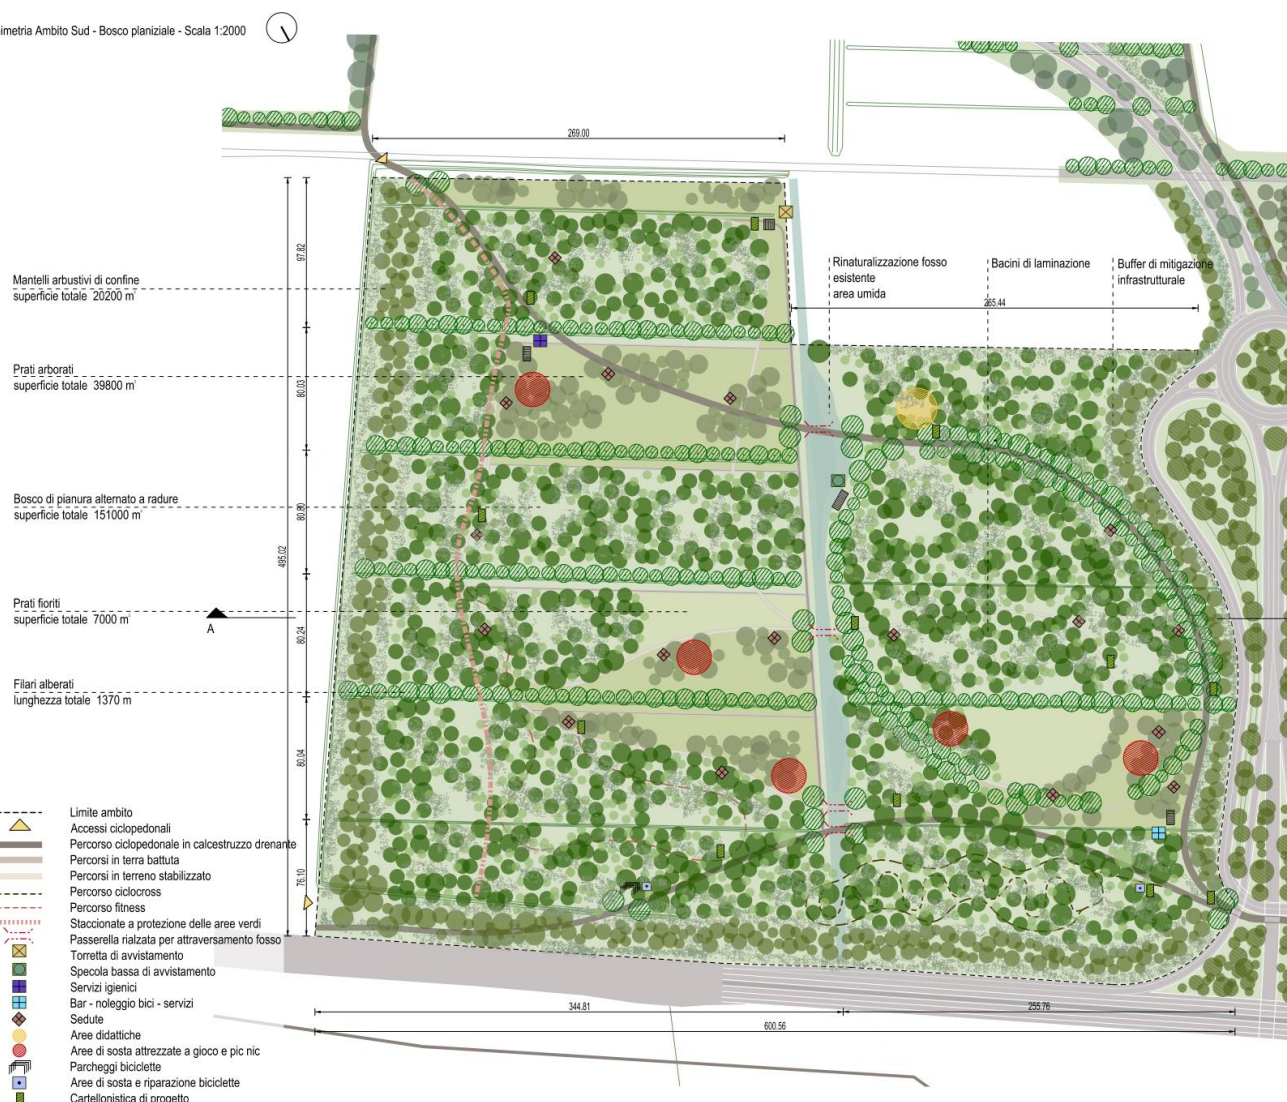 imetria Ambito Sud - Bosco planiziale - Scala 1:2000
269.00
97.82
Mantelli arbustivi di confine
superficie totale 20200 m²
Rinaturalizzazione fosso
esistente
area umida
Bacini di laminazione
Buffer di mitigazione
infrastrutturale
265.44
Prati arborati
superficie totale 39800 m²
80.03
Bosco di pianura alternato a radure
superficie totale 151000 m²
80.80
495.02
Prati fioriti
superficie totale 7000 m²
A
80.24
Filari alberati
lunghezza totale 1370 m
80.04
76.10
Limite ambito
Accessi ciclopedonali
Percorso ciclopedonale in calcestruzzo drenante
Percorsi in terra battuta
Percorsi in terreno stabilizzato
Percorso ciclocross
Percorso fitness
Staccionate a protezione delle aree verdi
Passerella rialzata per attraversamento fosso
Torretta di avvistamento
Specola bassa di avvistamento
Servizi igienici
Bar - noleggio bici - servizi
Sedute
Aree didattiche
Aree di sosta attrezzate a gioco e pic nic
Parcheggi biciclette
Aree di sosta e riparazione biciclette
Cartellonistica di progetto
344.81
255.76
600.56